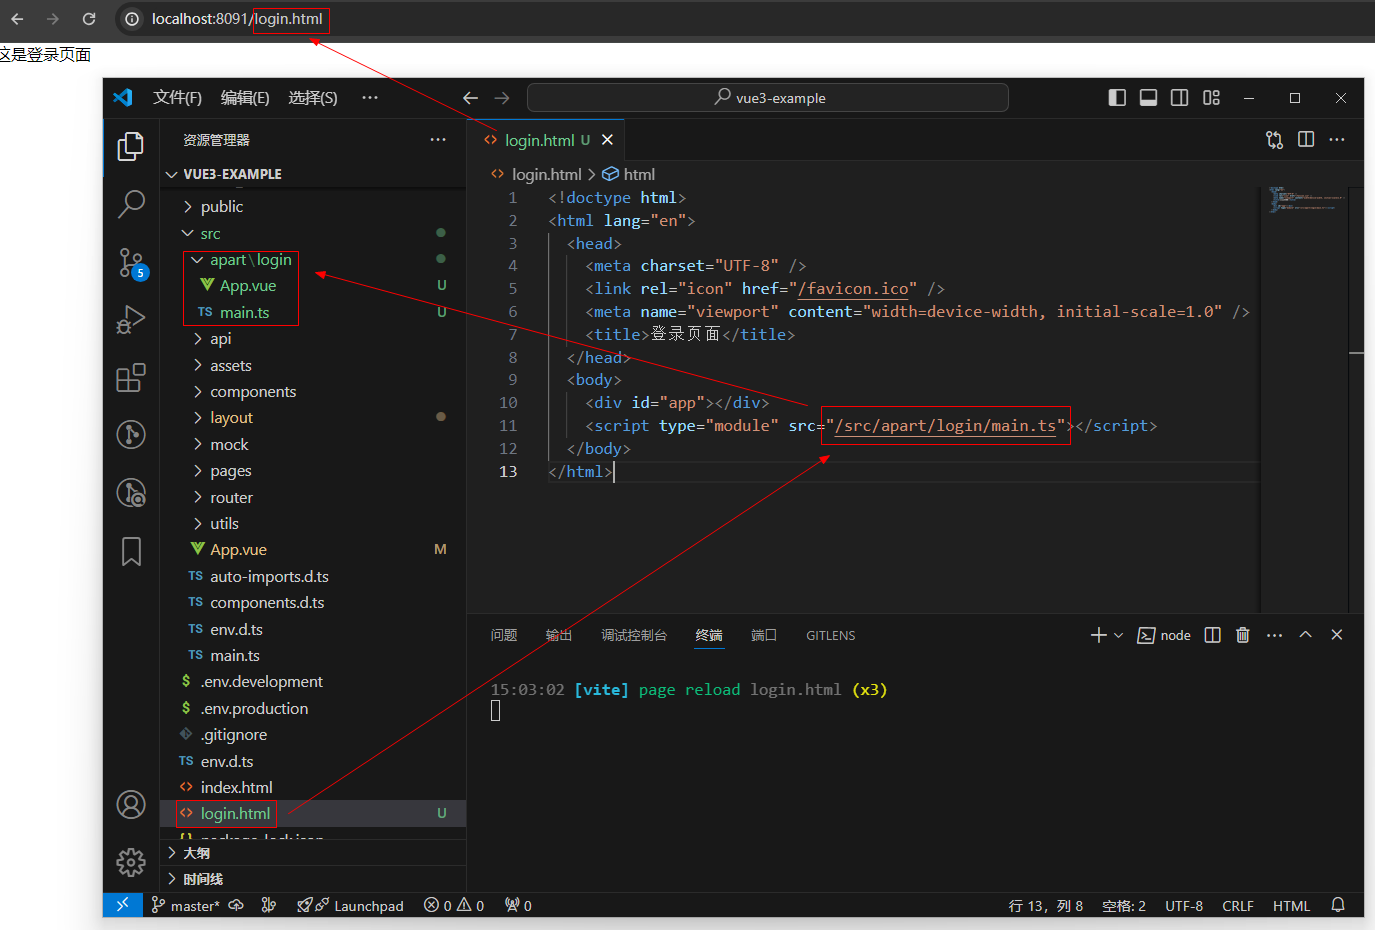 localhost:8091/login.html
这是登录页面
文件(F) 编辑(E) 选择(S) ···
vue3-example
资源管理器
VUE3-EXAMPLE
public
src
apart\login
App.vue U
main.ts U
api
assets
components
layout
mock
pages
router
utils
App.vue M
TS auto-imports.d.ts
TS components.d.ts
TS env.d.ts
TS main.ts
$ .env.development
$ .env.production
.gitignore
TS env.d.ts
<> index.html
<> login.html U
大纲
时间线
5
<> login.html U
<> login.html > html
1 <!doctype html>
2 <html lang="en">
3 <head>
4 <meta charset="UTF-8" />
5 <link rel="icon" href="/favicon.ico" />
6 <meta name="viewport" content="width=device-width, initial-scale=1.0" />
7 <title>登录页面</title>
8 </head>
9 <body>
10 <div id="app"></div>
11 <script type="module" src="/src/apart/login/main.ts"></script>
12 </body>
13 </html>
问题 输出 调试控制台 终端 端口 GITLENS
node
15:03:02 [vite] page reload login.html (x3)
master* Launchpad 0 0 0
行 13，列 8 空格: 2 UTF-8 CRLF HTML